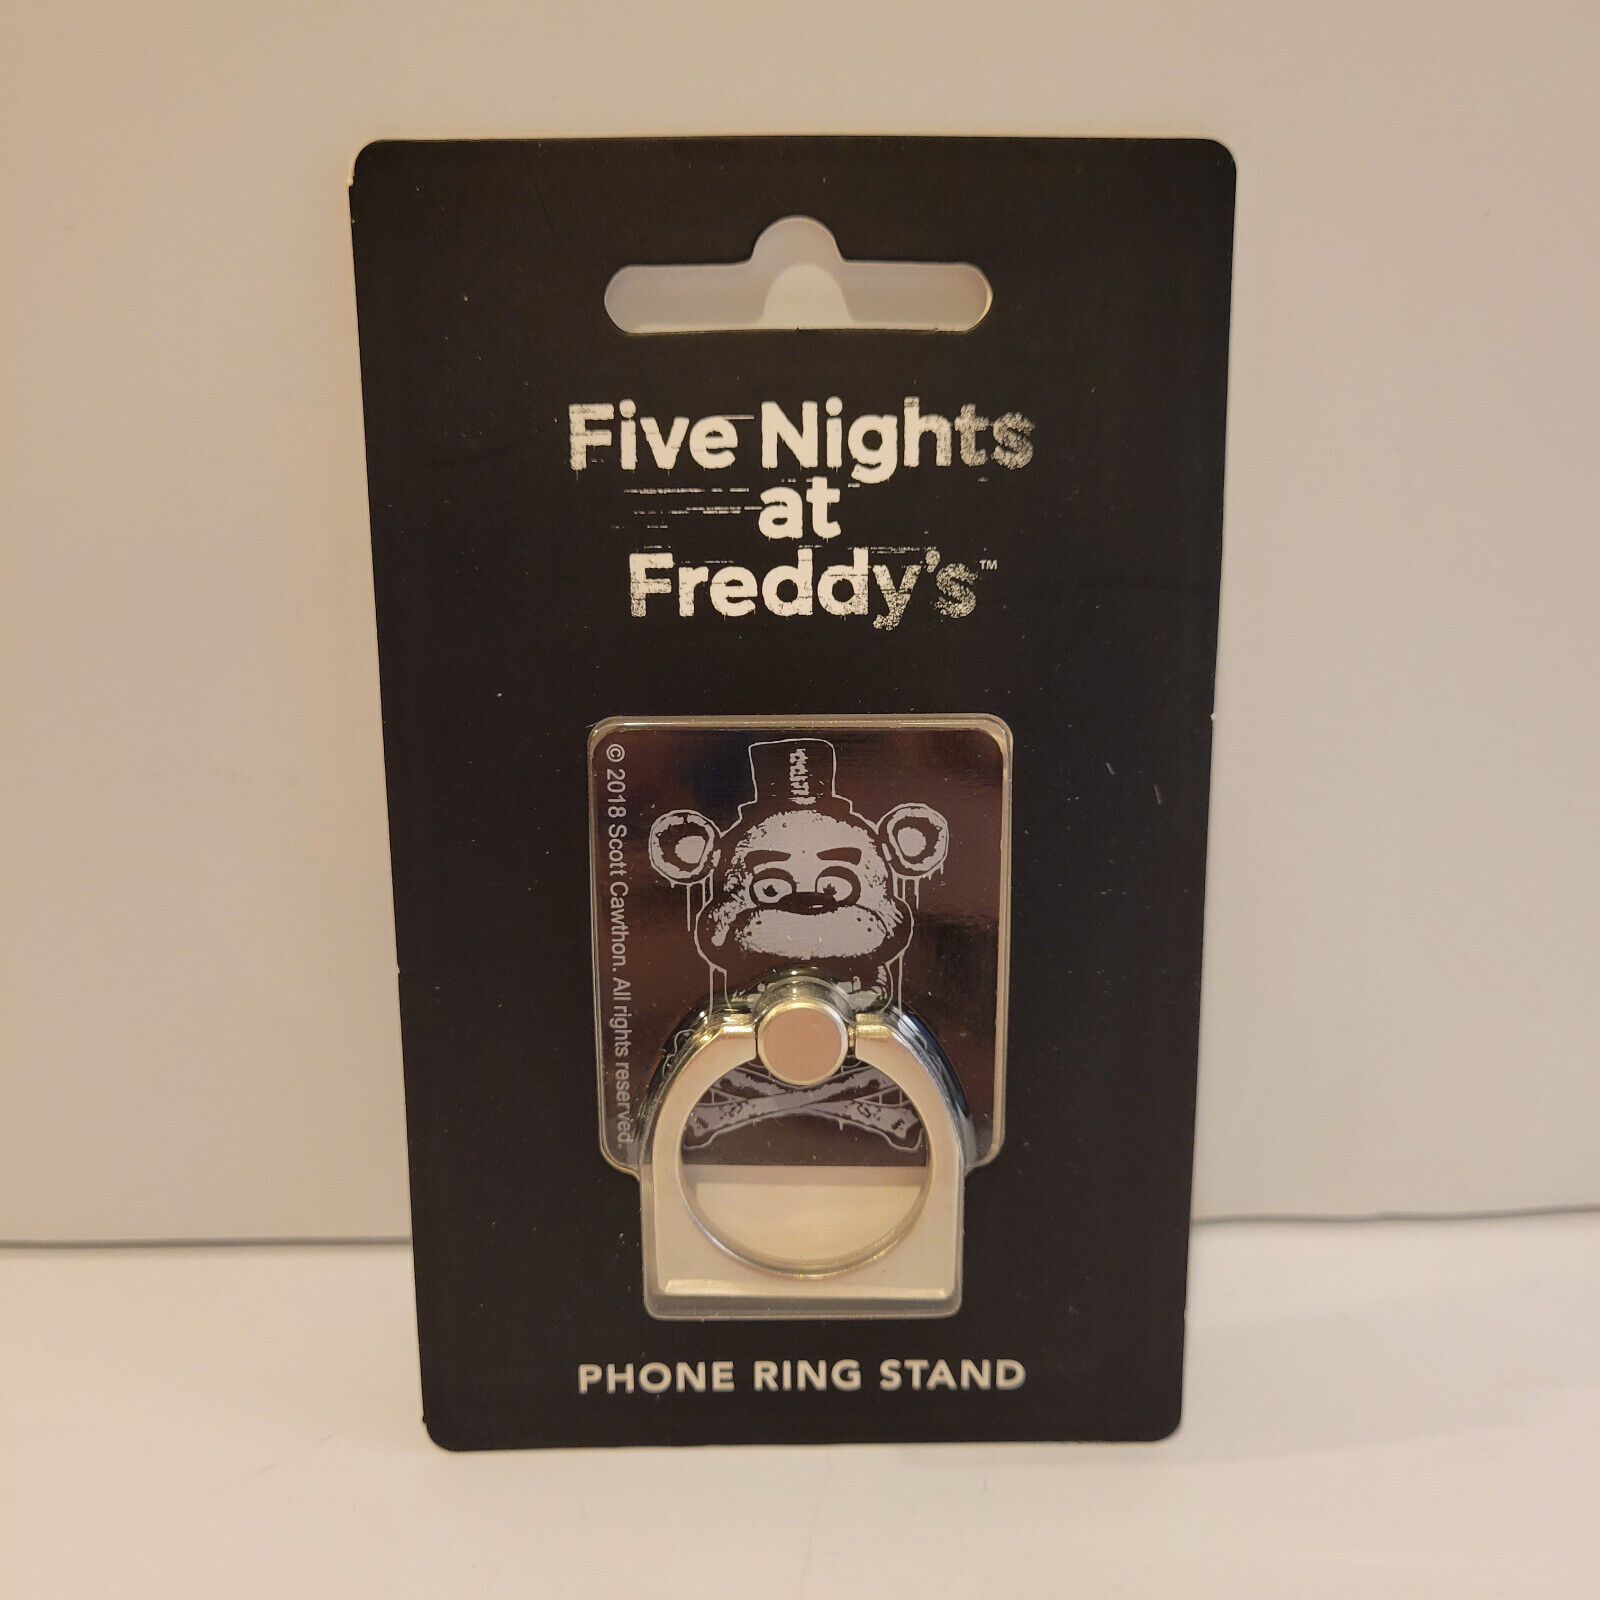 Five Nights
at
Freddy's™
© 2018 Scott Cawthon. All rights reserved.
PHONE RING STAND